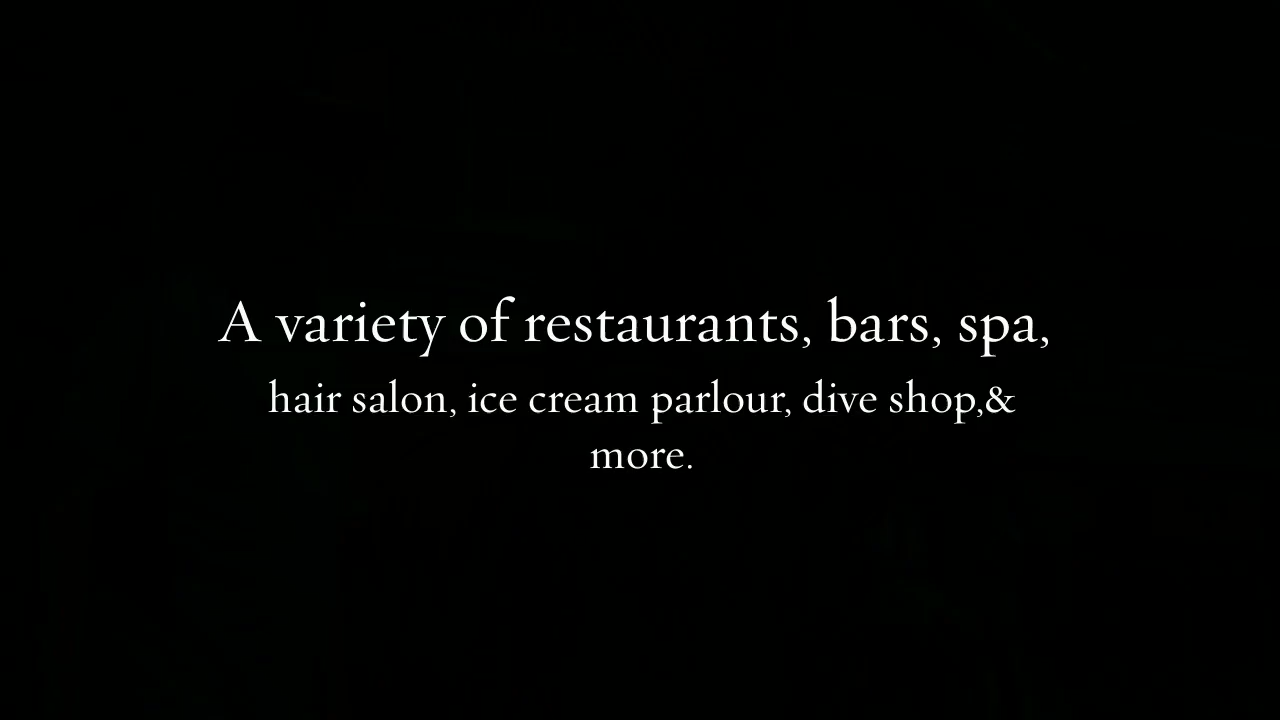 A variety of restaurants, bars, spa,
hair salon, ice cream parlour, dive shop,&
more.